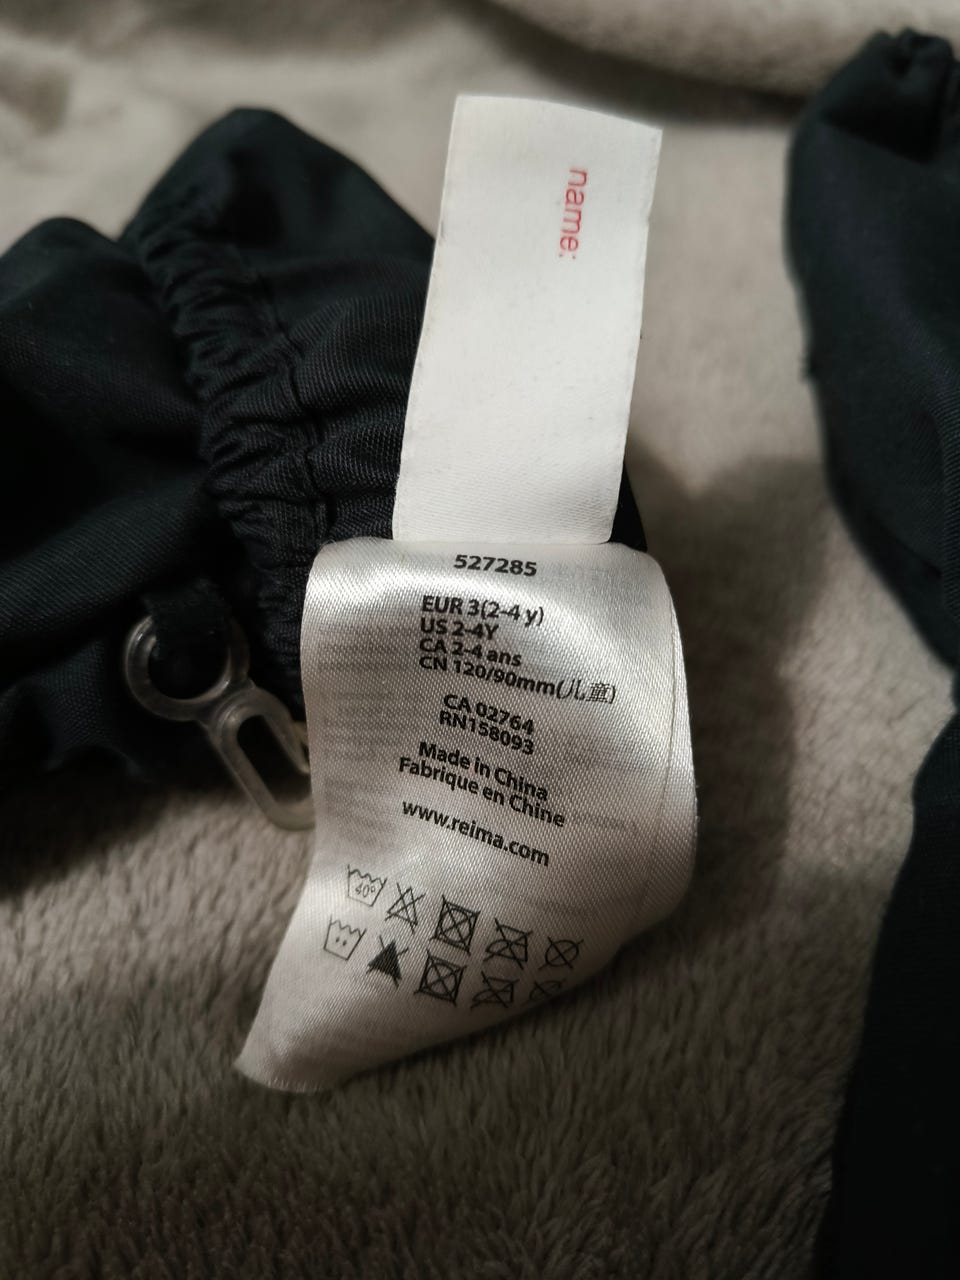 name:
527285
EUR 3(2-4 y)
US 2-4Y
CA 2-4 ans
CN 120/90mm(儿童)
CA 02764
RN158093
Made in China
Fabrique en Chine
www.reima.com
40°